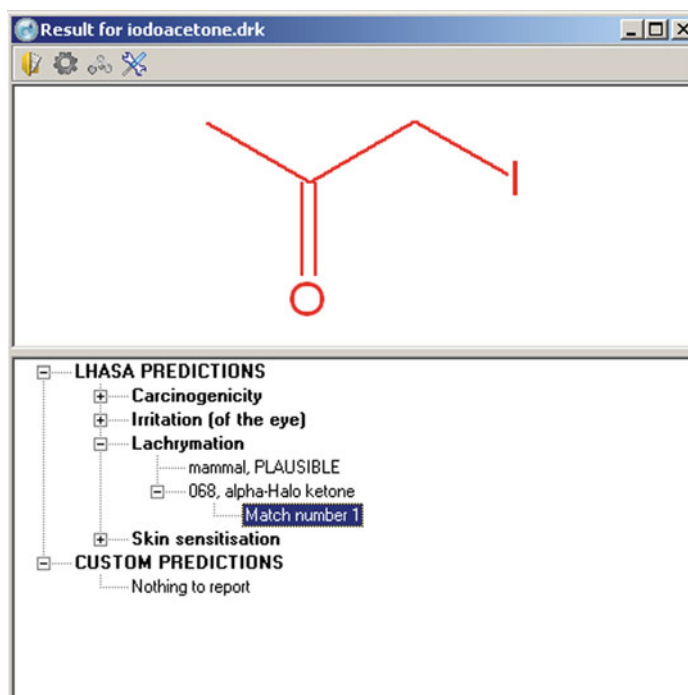 Result for iodoacetone.drk
I
O
LHASA PREDICTIONS
Carcinogenicity
Irritation (of the eye)
Lachrymation
mammal, PLAUSIBLE
068, alpha-Halo ketone
Match number 1
Skin sensitisation
CUSTOM PREDICTIONS
Nothing to report